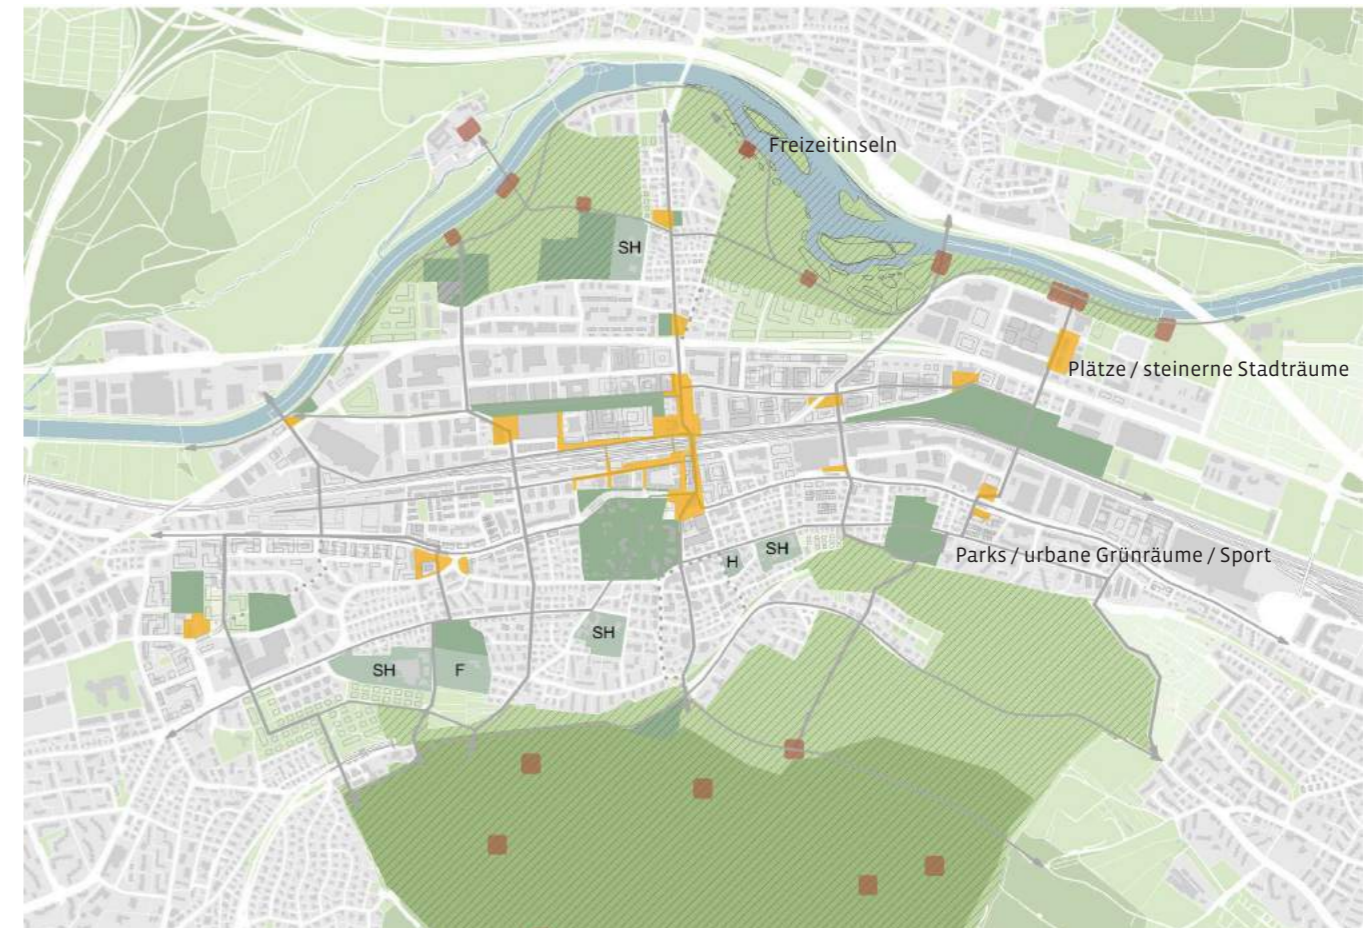 Freizeitinseln
SH
Plätze / steinerne Stadträume
H
SH
Parks / urbane Grünräume / Sport
SH
SH
F